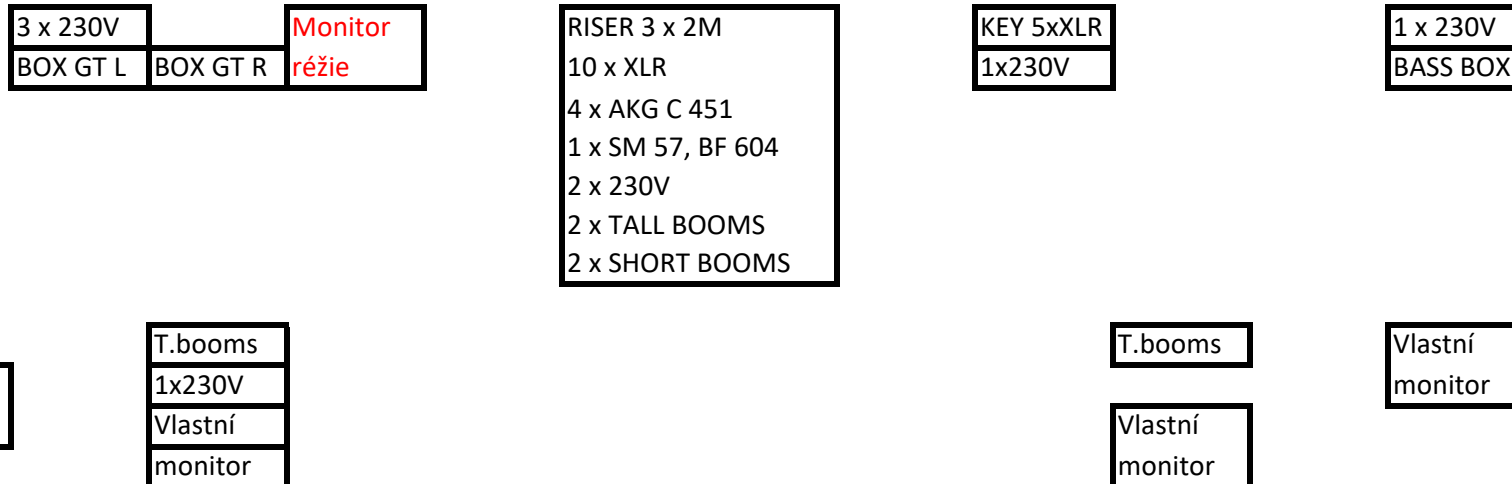 3 x 230V
BOX GT L BOX GT R
Monitor
réžie
RISER 3 x 2M
10 x XLR
4 x AKG C 451
1 x SM 57, BF 604
2 x 230V
2 x TALL BOOMS
2 x SHORT BOOMS
KEY 5xXLR
1x230V
1 x 230V
BASS BOX
T.booms
1x230V
Vlastní
monitor
T.booms
Vlastní
monitor
Vlastní
monitor